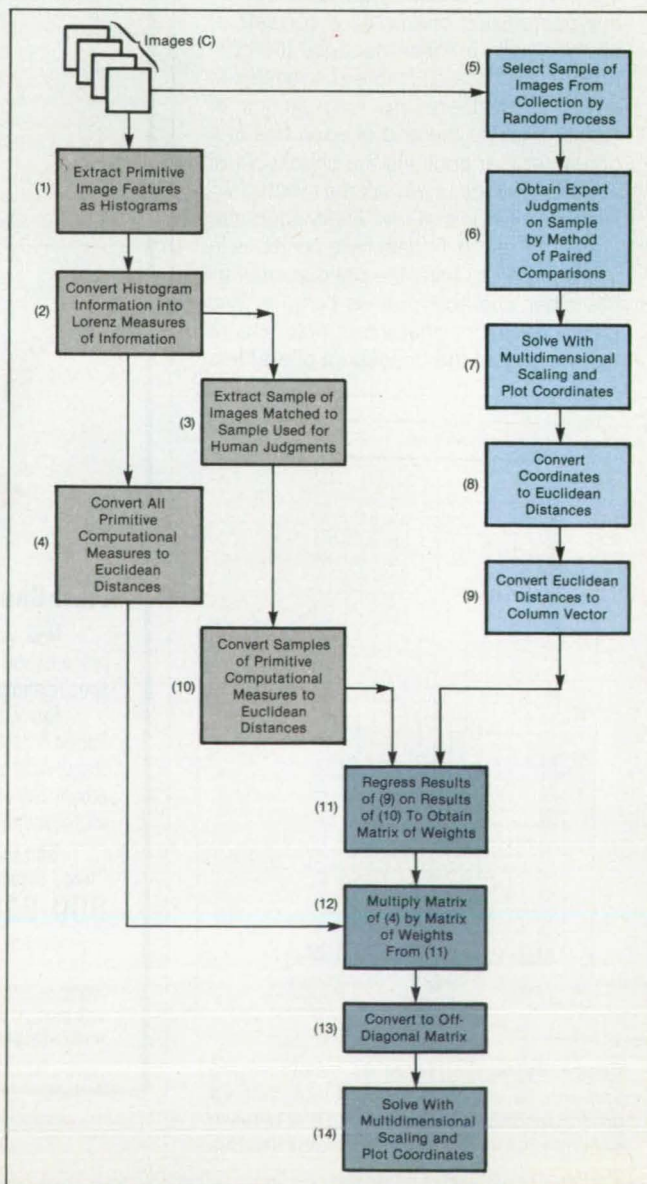 Images (C)
(5)
Select Sample of
Images From
Collection by
Random Process
(1)
Extract Primitive
Image Features
as Histograms
(6)
Obtain Expert
Judgments
on Sample
by Method
of Paired
Comparisons
(2)
Convert Histogram
Information into
Lorenz Measures
of Information
(7)
Solve With
Multidimensional
Scaling and
Plot Coordinates
(3)
Extract Sample of
Images Matched to
Sample Used for
Human Judgments
(8)
Convert
Coordinates
to Euclidean
Distances
(4)
Convert All
Primitive
Computational
Measures to
Euclidean
Distances
(9)
Convert Euclidean
Distances to
Column Vector
(10)
Convert Samples
of Primitive
Computational
Measures to
Euclidean
Distances
(11)
Regress Results
of (9) on Results
of (10) To Obtain
Matrix of Weights
(12)
Multiply Matrix
of (4) by Matrix
of Weights
From (11)
(13)
Convert to Off-
Diagonal Matrix
(14)
Solve With
Multidimensional
Scaling and
Plot Coordinates